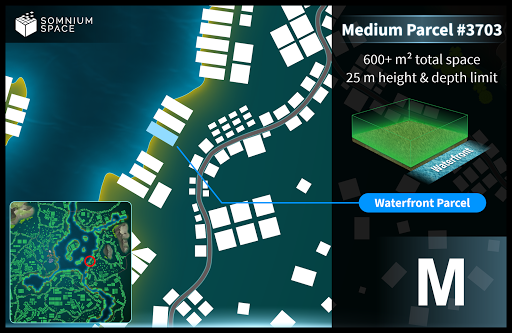 SOMNIUM
SPACE
Medium Parcel #3703
600+ m² total space
25 m height & depth limit
Waterfront
Waterfront Parcel
M